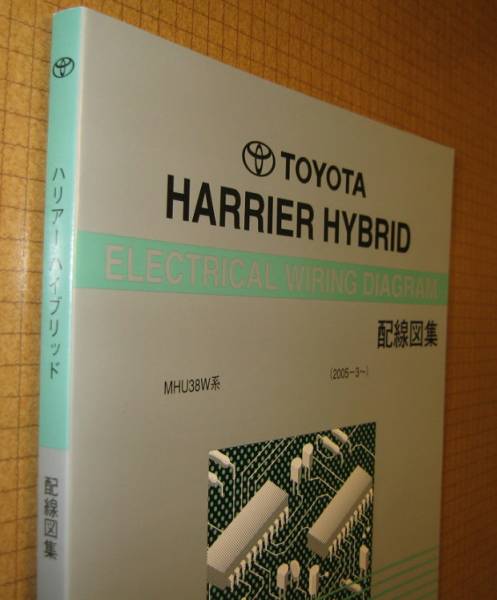 TOYOTA
HARRIER HYBRID
ELECTRICAL WIRING DIAGRAM
配線図集
MHU38W系
(2005－3～)
ハリアーハイブリッド
配線図集